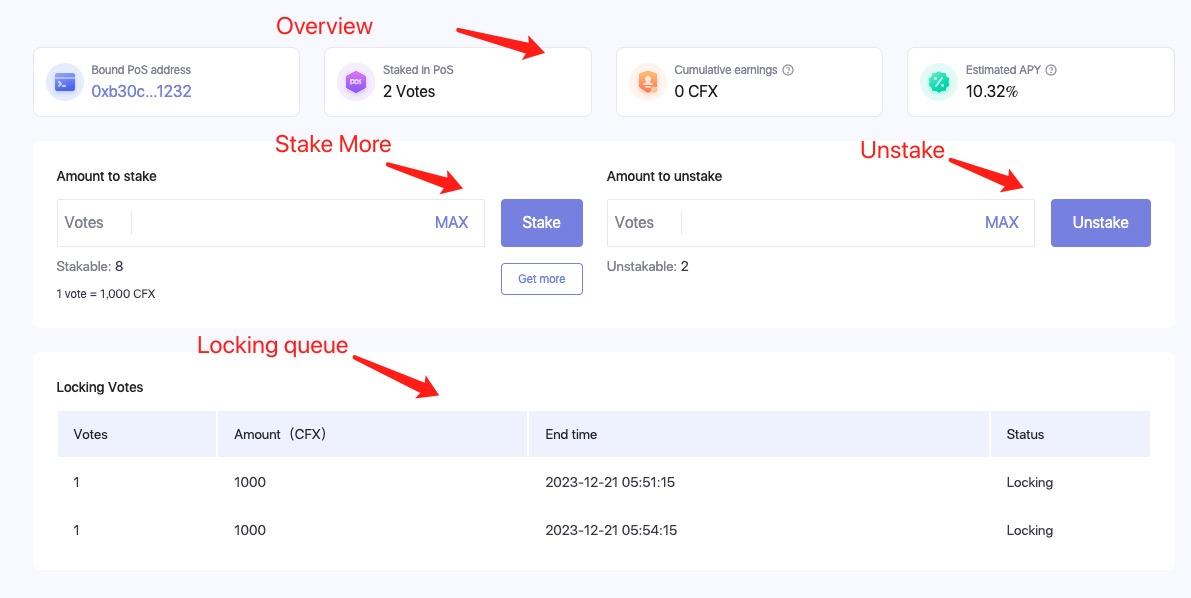 Overview
Bound PoS address
0xb30c...1232
Staked in PoS
2 Votes
Cumulative earnings
0 CFX
Estimated APY
10.32%
Stake More
Unstake
Amount to stake
Votes
MAX
Stake
Stakable: 8
Get more
1 vote = 1,000 CFX
Amount to unstake
Votes
MAX
Unstake
Unstakable: 2
Locking queue
Locking Votes
Votes Amount（CFX） End time Status
1 1000 2023-12-21 05:51:15 Locking
1 1000 2023-12-21 05:54:15 Locking